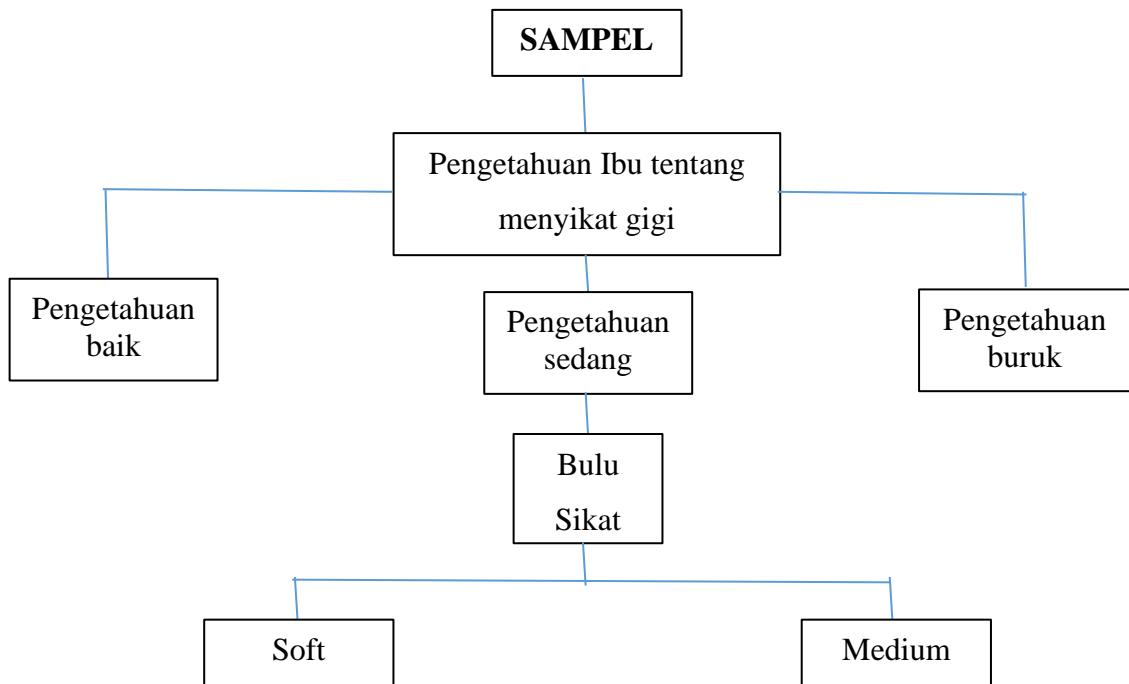 SAMPEL
Pengetahuan Ibu tentang
menyikat gigi
Pengetahuan
baik
Pengetahuan
sedang
Pengetahuan
buruk
Bulu
Sikat
Soft
Medium